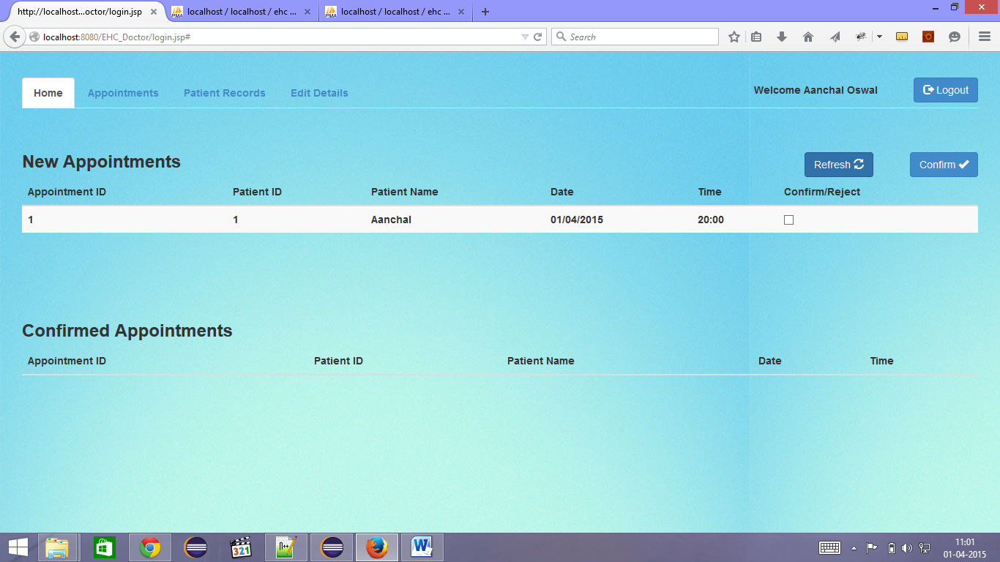 http://localhost...octor/login.jsp
localhost / localhost / ehc ...
localhost / localhost / ehc ...
localhost:8080/EHC_Doctor/login.jsp#
Search
Home Appointments Patient Records Edit Details Welcome Aanchal Oswal Logout
New Appointments Refresh Confirm
Appointment ID Patient ID Patient Name Date Time Confirm/Reject
1 1 Aanchal 01/04/2015 20:00
Confirmed Appointments
Appointment ID Patient ID Patient Name Date Time
11:01
01-04-2015